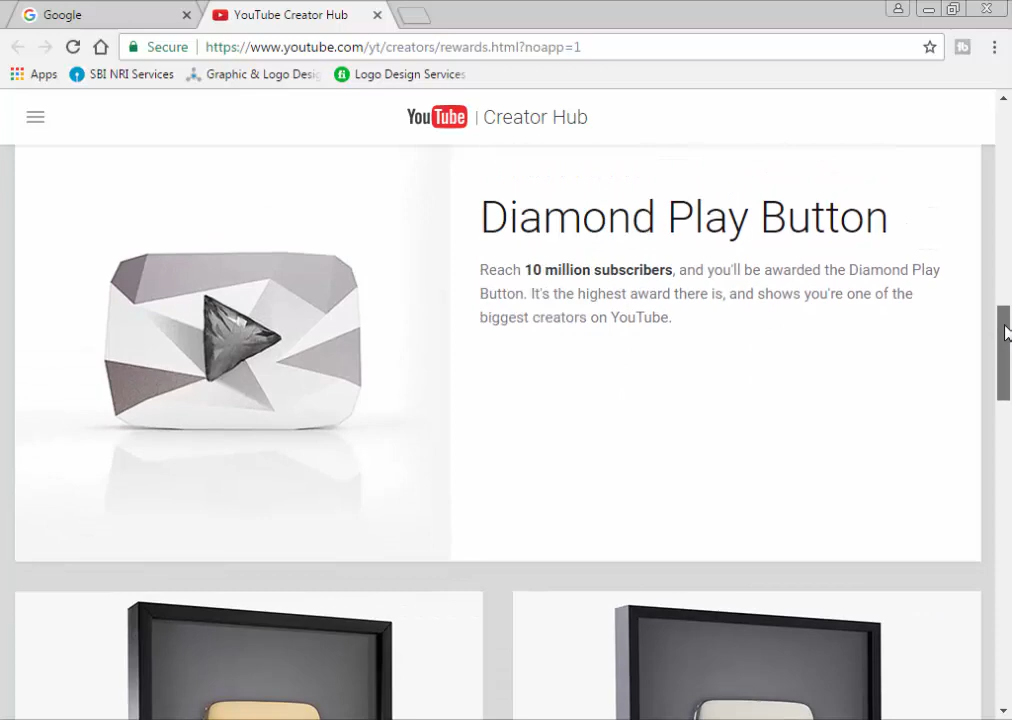 Google
YouTube Creator Hub
Secure https://www.youtube.com/yt/creators/rewards.html?noapp=1
Apps SBI NRI Services Graphic & Logo Desig Logo Design Services
YouTube | Creator Hub
Diamond Play Button
Reach 10 million subscribers, and you'll be awarded the Diamond Play
Button. It's the highest award there is, and shows you're one of the
biggest creators on YouTube.